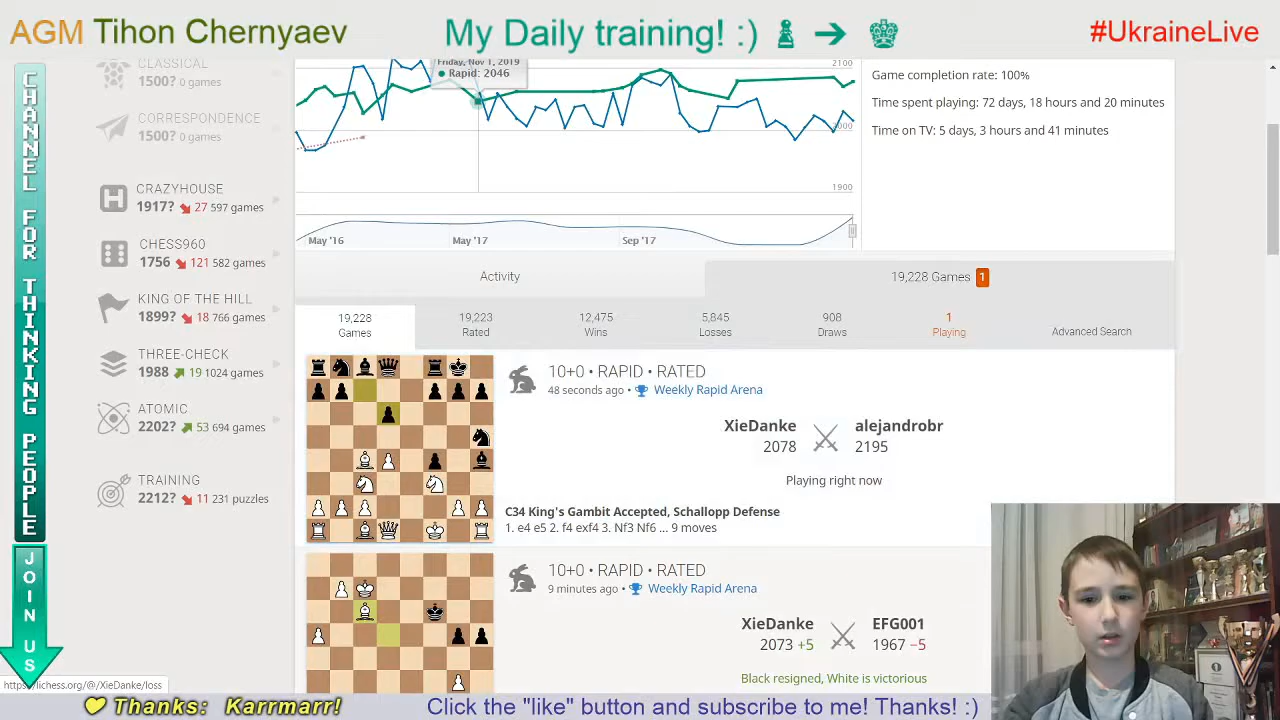 AGM Tihon Chernyaev
My Daily training! :)
#UkraineLive
CHANNEL FOR THINKING PEOPLE
JOIN US
CLASSICAL
1500? 0 games
CORRESPONDENCE
1500? 0 games
CRAZYHOUSE
1917? 27 597 games
CHESS960
1756 121 582 games
KING OF THE HILL
1899? 18 766 games
THREE-CHECK
1988 19 1024 games
ATOMIC
2202? 53 694 games
TRAINING
2212? 11 231 puzzles
Friday, Nov 1, 2019
Rapid: 2046
2100
2000
1900
May '16
May '17
Sep '17
Game completion rate: 100%
Time spent playing: 72 days, 18 hours and 20 minutes
Time on TV: 5 days, 3 hours and 41 minutes
Activity
19,228 Games 1
19,228 Games
19,223 Rated
12,475 Wins
5,845 Losses
908 Draws
1 Playing
Advanced Search
10+0 • RAPID • RATED
48 seconds ago • Weekly Rapid Arena
XieDanke alejandrobr
2078 2195
Playing right now
C34 King's Gambit Accepted, Schallopp Defense
1. e4 e5 2. f4 exf4 3. Nf3 Nf6 ... 9 moves
10+0 • RAPID • RATED
9 minutes ago • Weekly Rapid Arena
XieDanke EFG001
2073 +5 1967 −5
Black resigned, White is victorious
https://lichess.org/@/XieDanke/loss
Thanks: Karrmarr!
Click the "like" button and subscribe to me! Thanks! :)